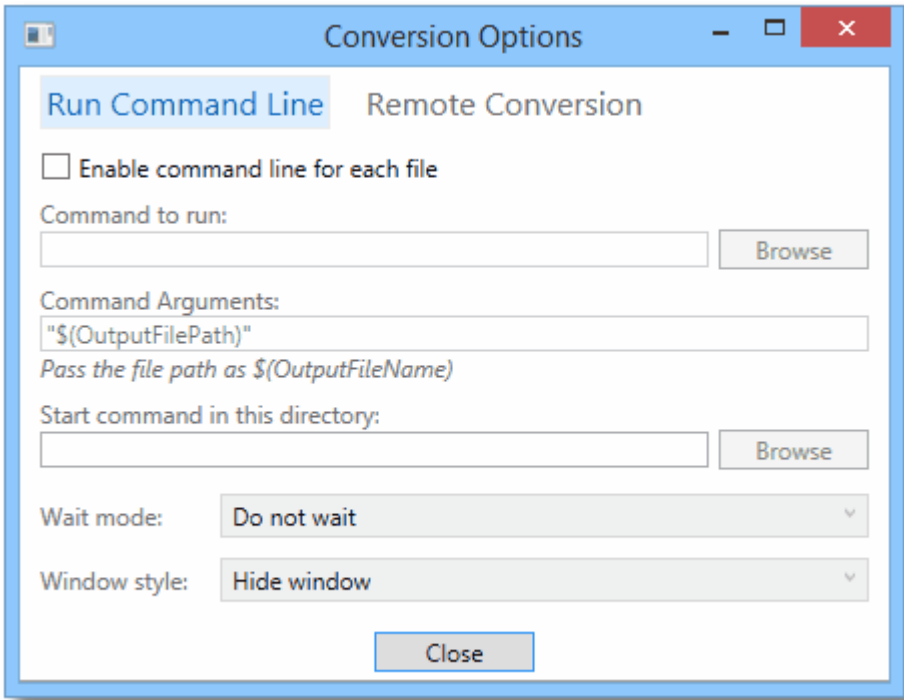 Conversion Options
Run Command Line Remote Conversion
Enable command line for each file
Command to run:
Browse
Command Arguments:
"$(OutputFilePath)"
Pass the file path as $(OutputFileName)
Start command in this directory:
Browse
Wait mode: Do not wait
Window style: Hide window
Close